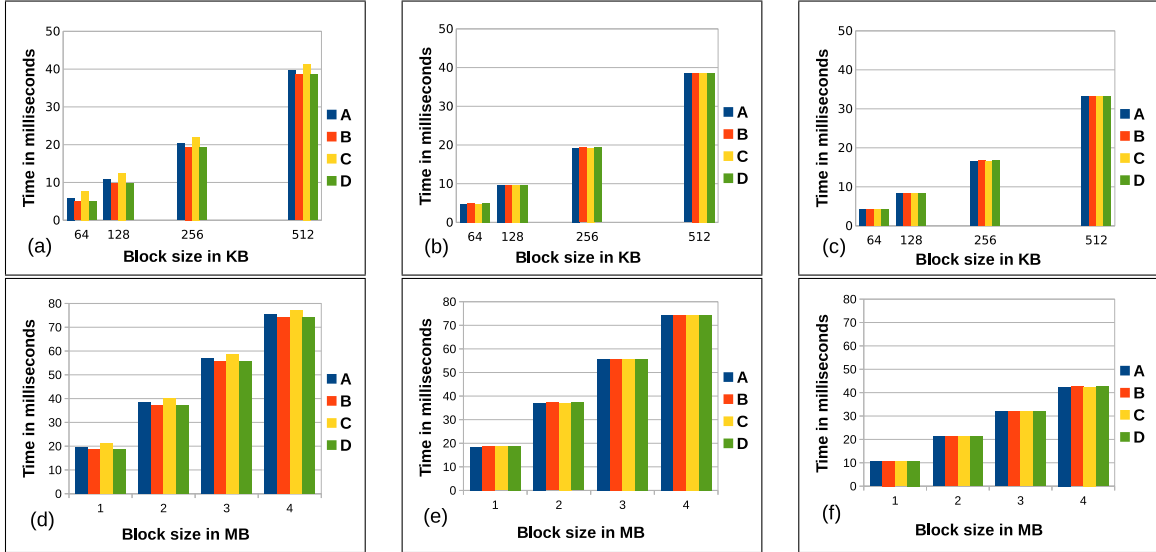 Time in milliseconds
50
40
30
20
10
0
64 128 256 512
Block size in KB
(a)
A
B
C
D
Time in milliseconds
50
40
30
20
10
0
64 128 256 512
Block size in KB
(b)
A
B
C
D
Time in milliseconds
50
40
30
20
10
0
64 128 256 512
Block size in KB
(c)
A
B
C
D
Time in milliseconds
80
70
60
50
40
30
20
10
0
1 2 3 4
Block size in MB
(d)
A
B
C
D
Time in milliseconds
80
70
60
50
40
30
20
10
0
1 2 3 4
Block size in MB
(e)
A
B
C
D
Time in milliseconds
80
70
60
50
40
30
20
10
0
1 2 3 4
Block size in MB
(f)
A
B
C
D